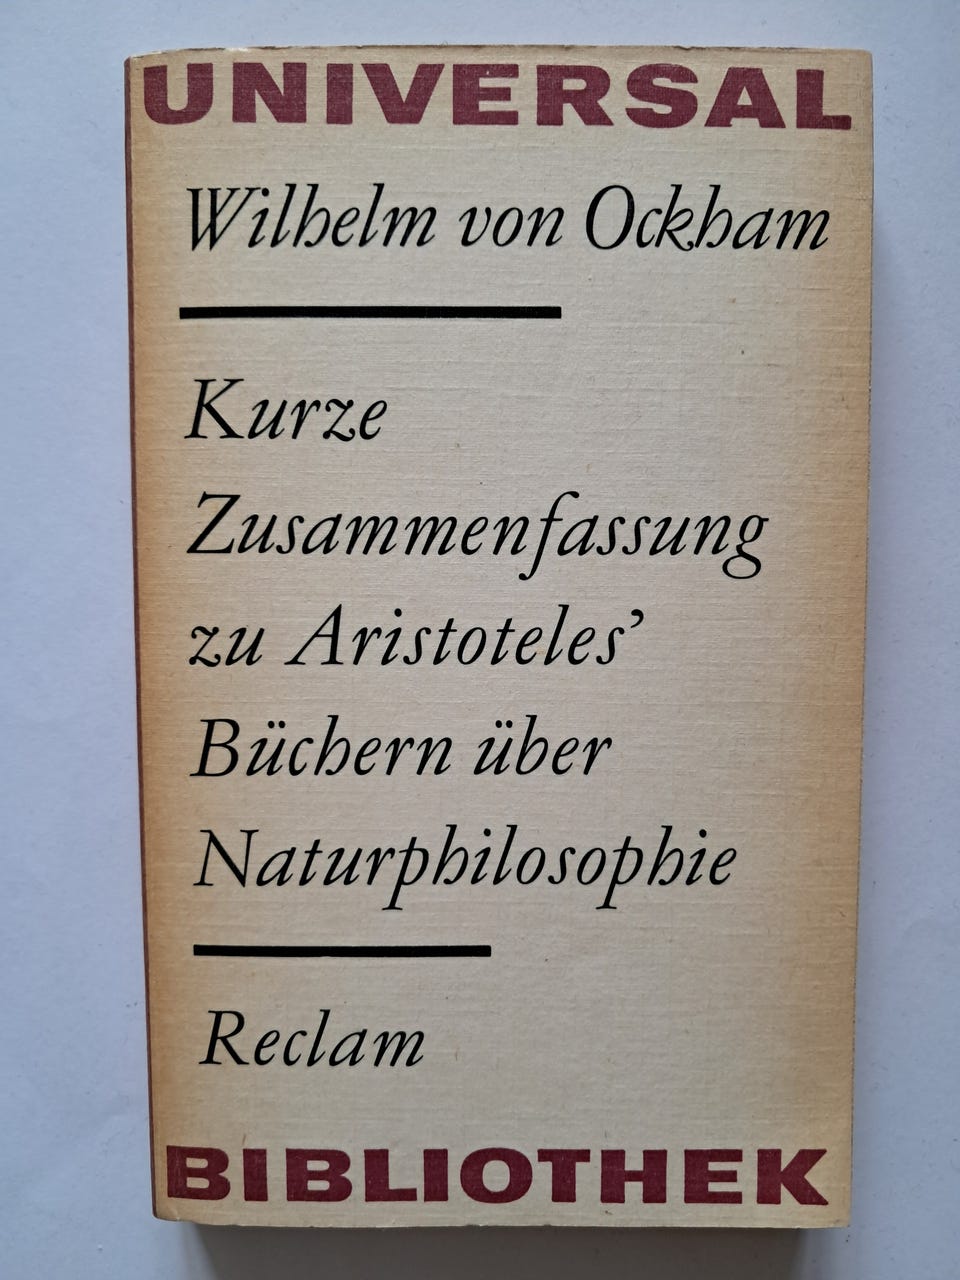 UNIVERSAL
Wilhelm von Ockham
Kurze
Zusammenfassung
zu Aristoteles’
Büchern über
Naturphilosophie
Reclam
BIBLIOTHEK